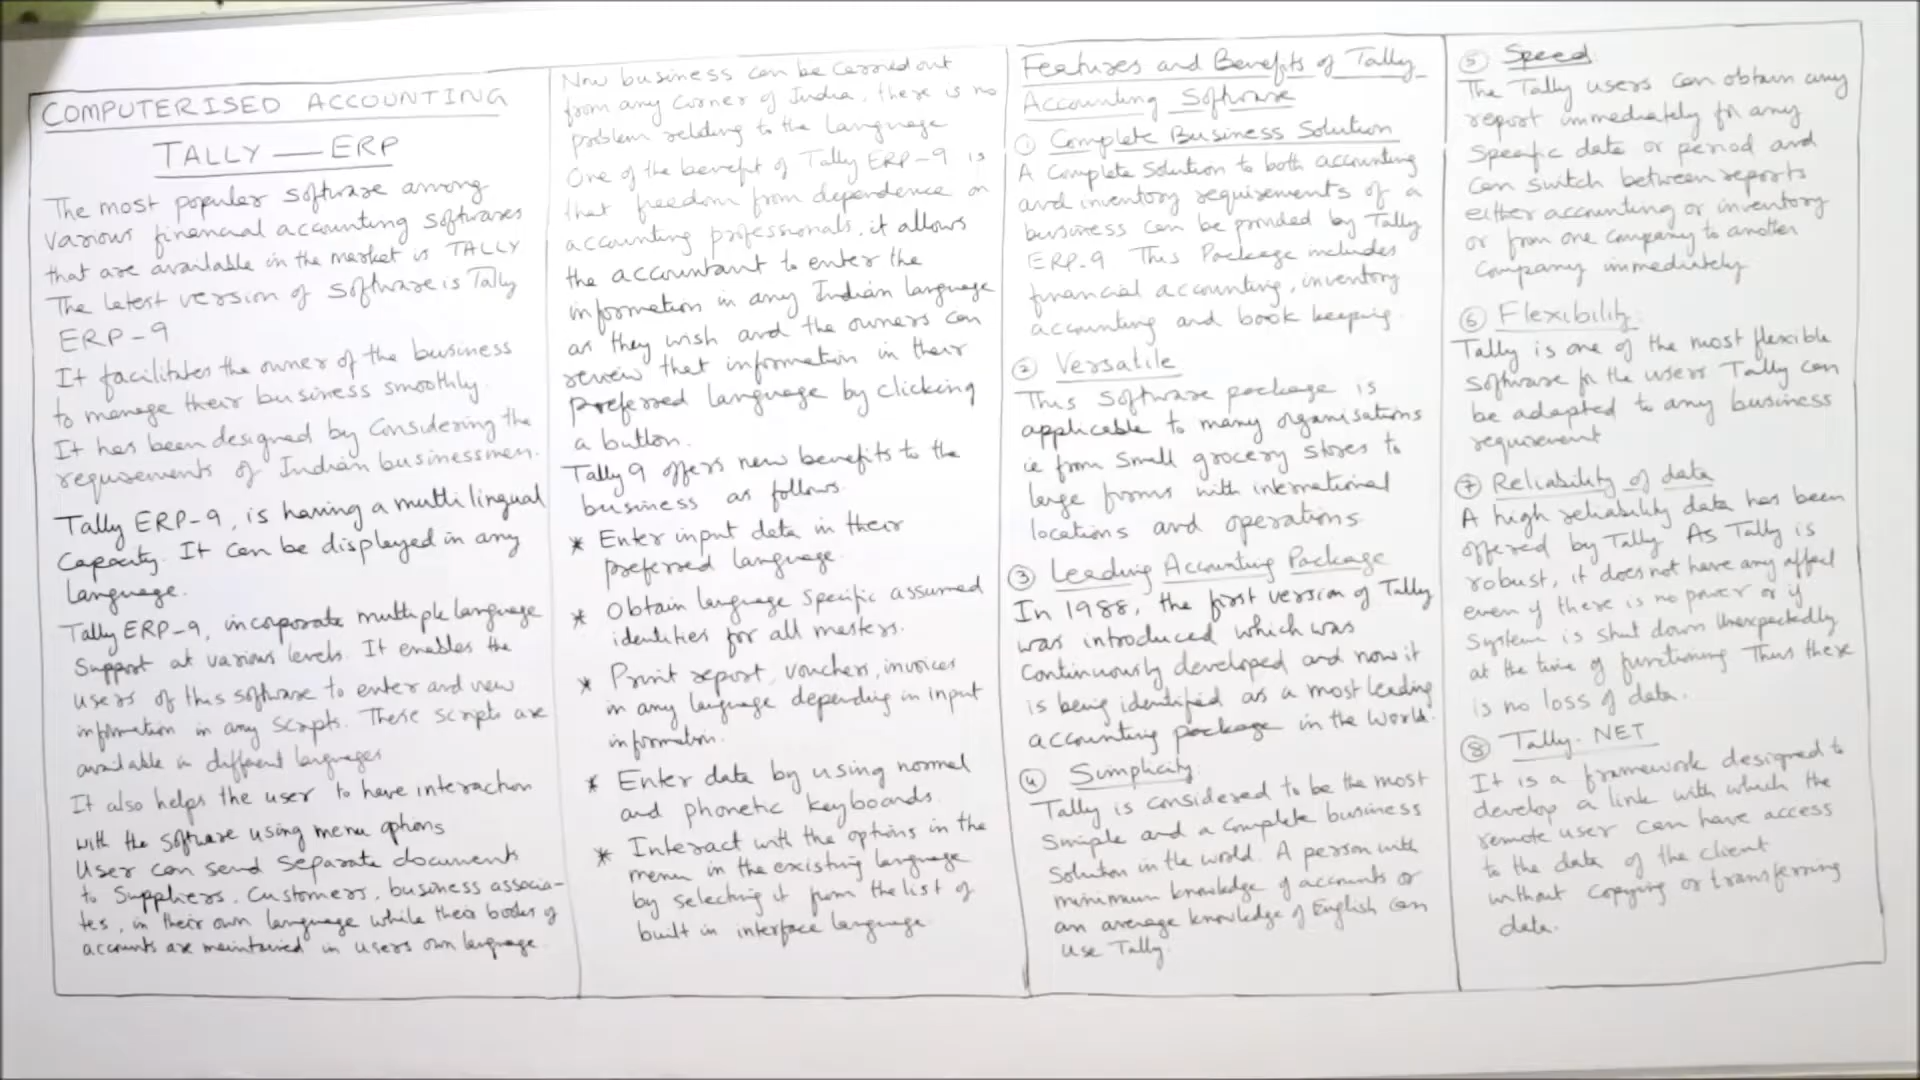 COMPUTERISED ACCOUNTING
TALLY — ERP
The most popular software among
various financial accounting softwares
that are available in the market is TALLY
The latest version of software is Tally
ERP-9
It facilitates the owner of the business
to manage their business smoothly.
It has been designed by Considering the
requirements of Indian businessmen.
Tally ERP-9, is having a multi lingual
Capacity. It can be displayed in any
language.
Tally ERP-9, incorporate multiple language
Support at various levels. It enables the
users of this software to enter and view
information in any scripts. These scripts are
available in different languages
It also helps the user to have interaction
with the software using menu options
User can send separate documents
to Suppliers, Customers, business associa-
tes, in their own language while their books of
accounts are maintained in users own language.
Now business can be carried out
from any corner of India, there is no
problem relating to the language
One of the benefit of Tally ERP-9 is
that freedom from dependence on
accounting professionals, it allows
the accountant to enter the
information in any Indian language
as they wish and the owners can
review that information in their
preferred language by clicking
a button.
Tally 9 offers new benefits to the
business as follows.
* Enter input data in their
preferred language.
* Obtain language specific assumed
identities for all masters.
* Print report, vouchers, invoices
in any language depending in input
information.
* Enter data by using normal
and phonetic keyboards.
* Interact with the options in the
menu in the existing language
by selecting it from the list of
built in interface language.
Features and Benefits of Tally
Accounting Software
① Complete Business Solution
A Complete Solution to both accounting
and inventory requirements of a
business can be provided by Tally
ERP-9 This Package includes
financial accounting, inventory
accounting and book keeping.
② Versatile
This software package is
applicable to many organisations
ie from small grocery stores to
large firms with international
locations and operations
③ Leading Accounting Package
In 1988, the first version of Tally
was introduced which was
Continuously developed and now it
is being identified as a most leading
accounting package in the world.
④ Simplicity
Tally is considered to be the most
Simple and a Complete business
Solution in the world. A person with
minimum knowledge of accounts or
an average knowledge of English can
use Tally.
⑤ Speed
The Tally users can obtain any
report immediately for any
specific date or period and
can switch between reports
either accounting or inventory
or from one company to another
Company immediately
⑥ Flexibility
Tally is one of the most flexible
software for the users Tally can
be adapted to any business
requirement
⑦ Reliability of data
A high reliability data has been
offered by Tally. As Tally is
robust, it does not have any affect
even if there is no power or if
System is shut down Unexpectedly
at the time of functioning Thus there
is no loss of data.
⑧ Tally. NET
It is a framework designed to
develop a link with which the
remote user can have access
to the data of the client
without Copying or transferring
data.